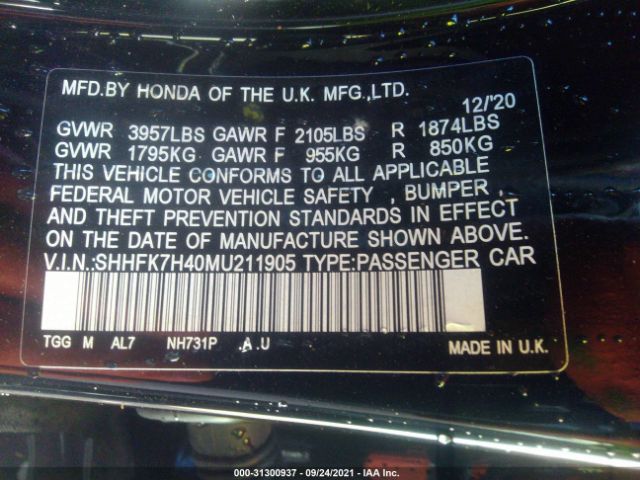 MFD.BY HONDA OF THE U.K. MFG.,LTD.
12/'20
GVWR 3957LBS GAWR F 2105LBS R 1874LBS
GVWR 1795KG GAWR F 955KG R 850KG
THIS VEHICLE CONFORMS TO ALL APPLICABLE
FEDERAL MOTOR VEHICLE SAFETY , BUMPER ,
AND THEFT PREVENTION STANDARDS IN EFFECT
ON THE DATE OF MANUFACTURE SHOWN ABOVE.
V.I.N.:SHHFK7H40MU211905 TYPE:PASSENGER CAR
TGG M AL7 NH731P .A .U
MADE IN U.K.
000-31300937 - 09/24/2021 - IAA Inc.